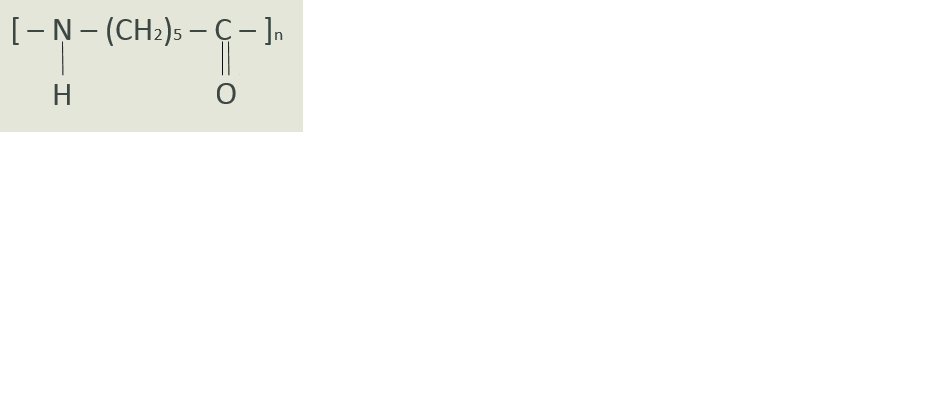 [ – N – (CH₂)₅ – C – ]ₙ
H O